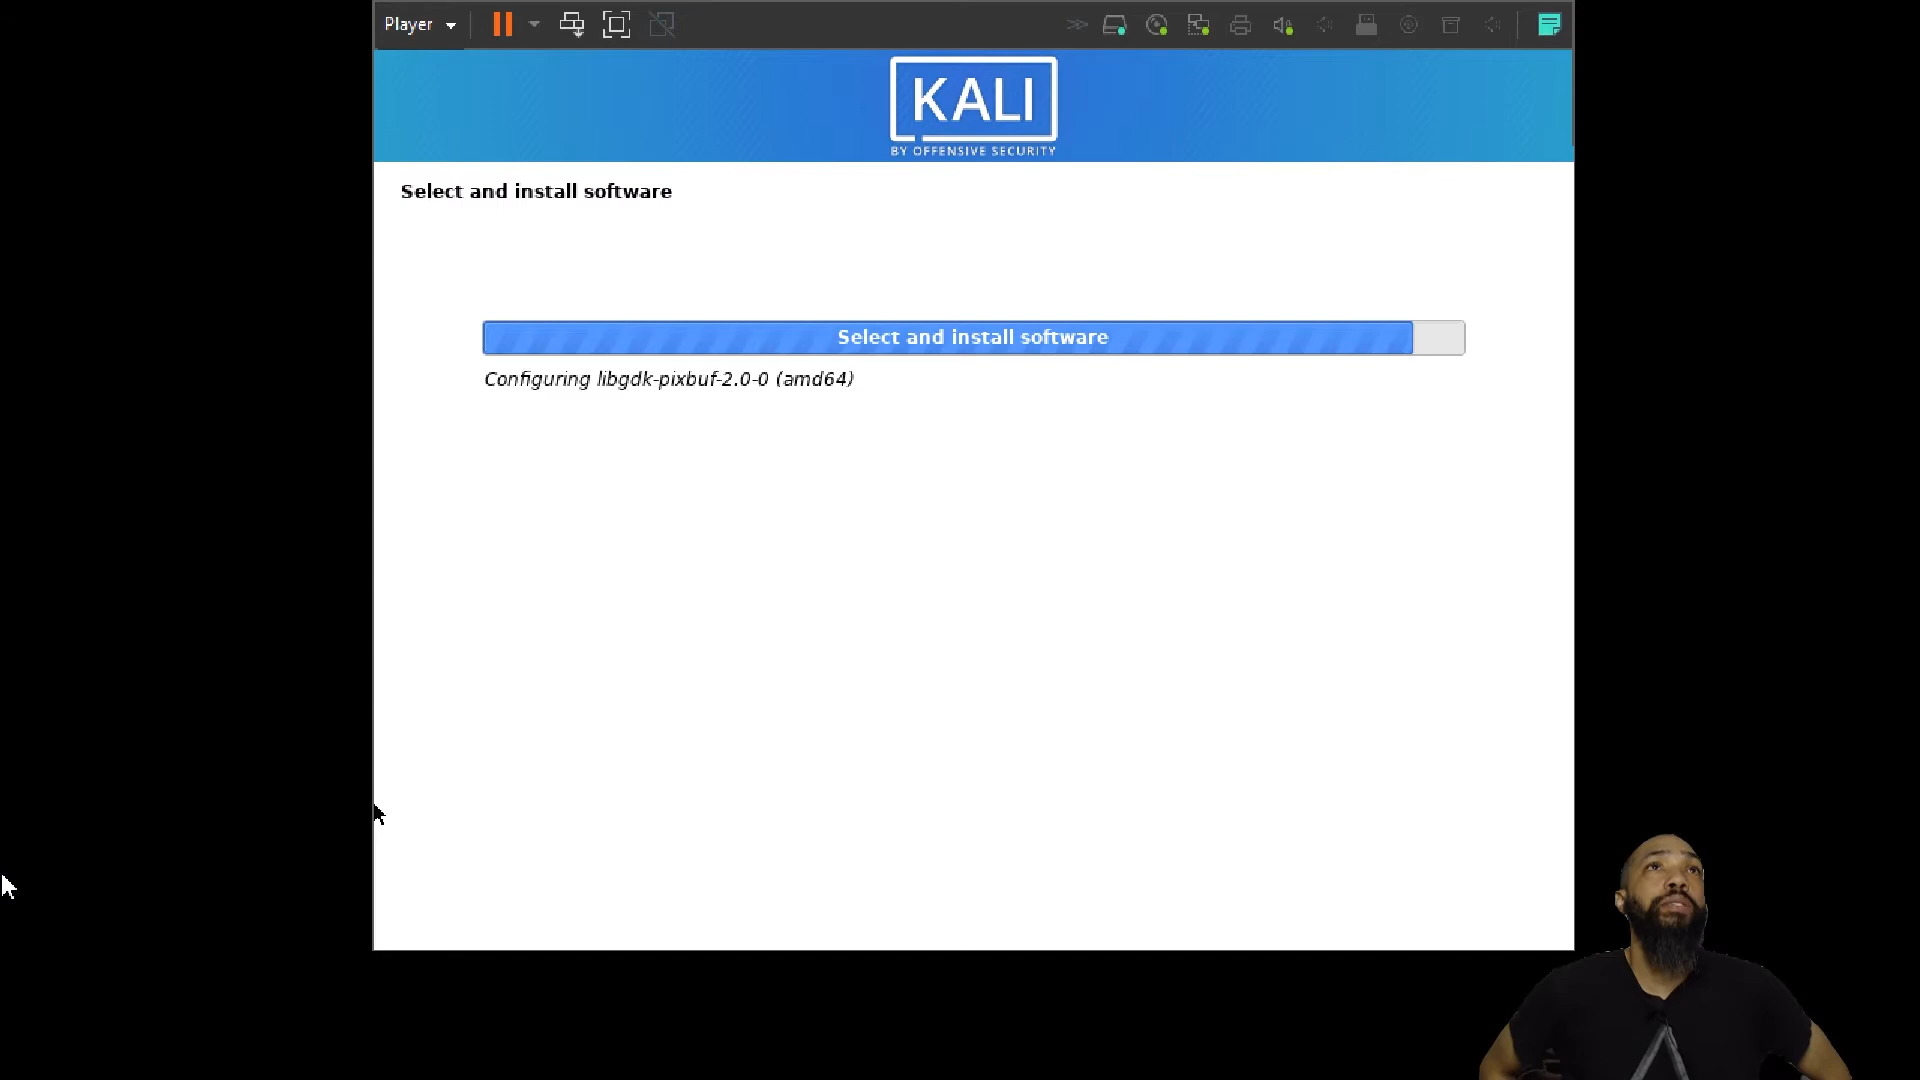 Player
KALI
BY OFFENSIVE SECURITY
Select and install software
Select and install software
Configuring libgdk-pixbuf-2.0-0 (amd64)